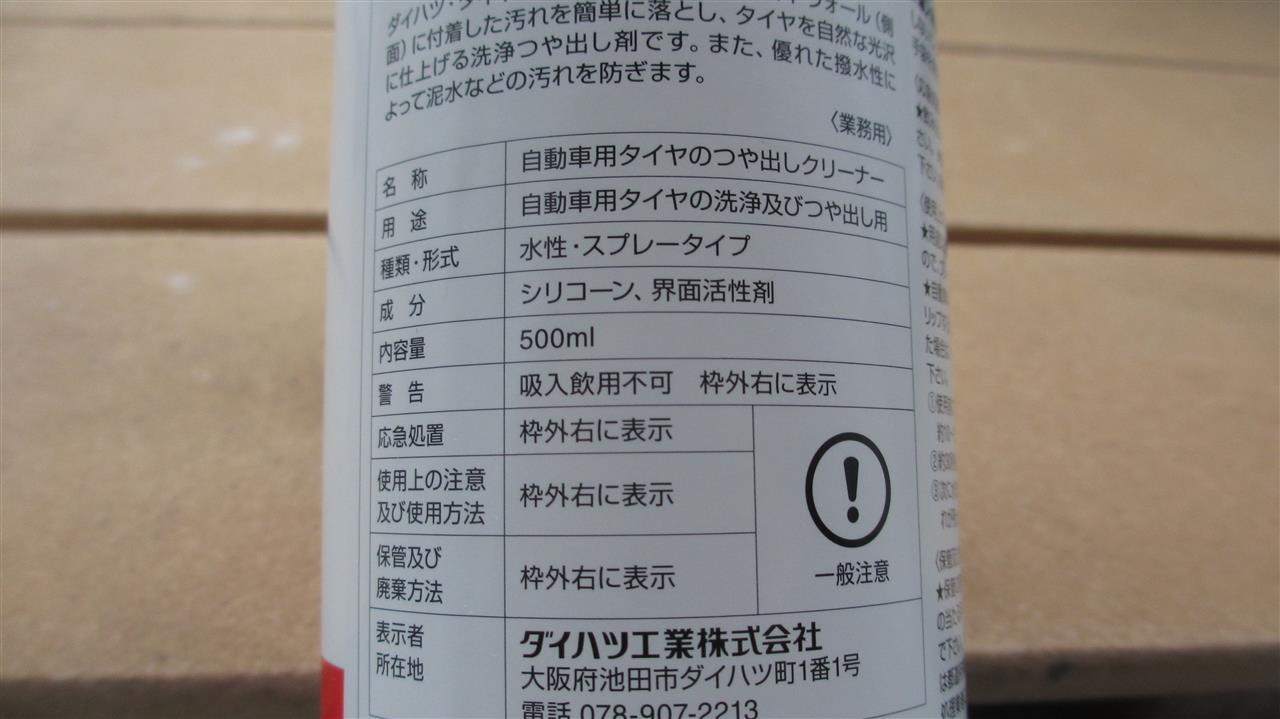 ダイハツ・タイ
ウォール(側
面)に付着した汚れを簡単に落とし、タイヤを自然な光沢
に仕上げる洗浄つや出し剤です。また、優れた撥水性に
よって泥水などの汚れを防ぎます。
〈業務用〉
名 称 自動車用タイヤのつや出しクリーナー
用 途 自動車用タイヤの洗浄及びつや出し用
種類・形式 水性・スプレータイプ
成 分 シリコーン、界面活性剤
内容量 500ml
警 告 吸入飲用不可 枠外右に表示
応急処置 枠外右に表示
使用上の注意
及び使用方法
枠外右に表示
保管及び
廃棄方法
枠外右に表示
一般注意
表示者
所在地
ダイハツ工業株式会社
大阪府池田市ダイハツ町1番1号
電話 078-907-2213